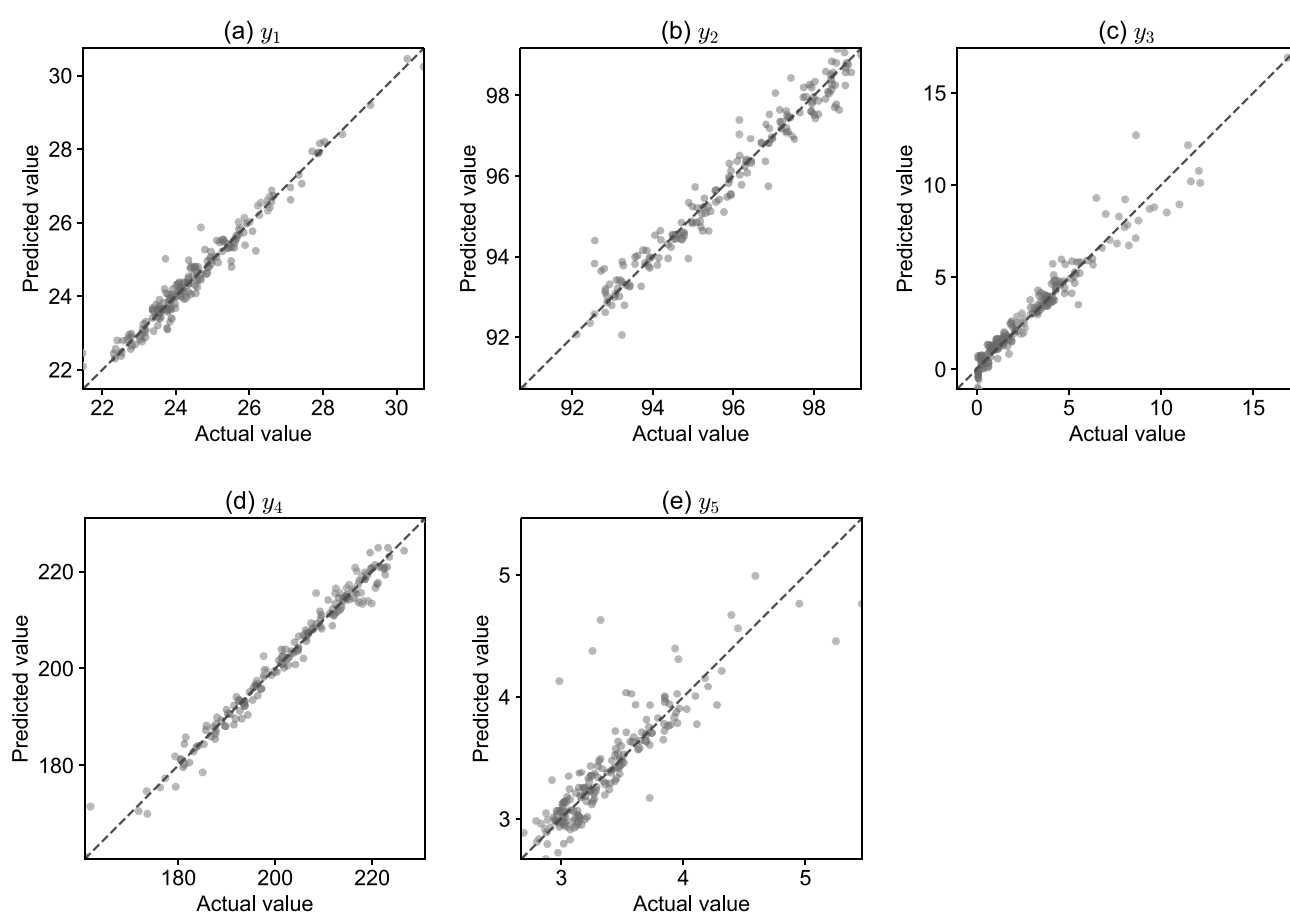 (a) y₁
30
28
26
24
22
22 24 26 28 30
Predicted value
Actual value
(b) y₂
98
96
94
92
92 94 96 98
Predicted value
Actual value
(c) y₃
15
10
5
0
0 5 10 15
Predicted value
Actual value
(d) y₄
220
200
180
180 200 220
Predicted value
Actual value
(e) y₅
5
4
3
3 4 5
Predicted value
Actual value